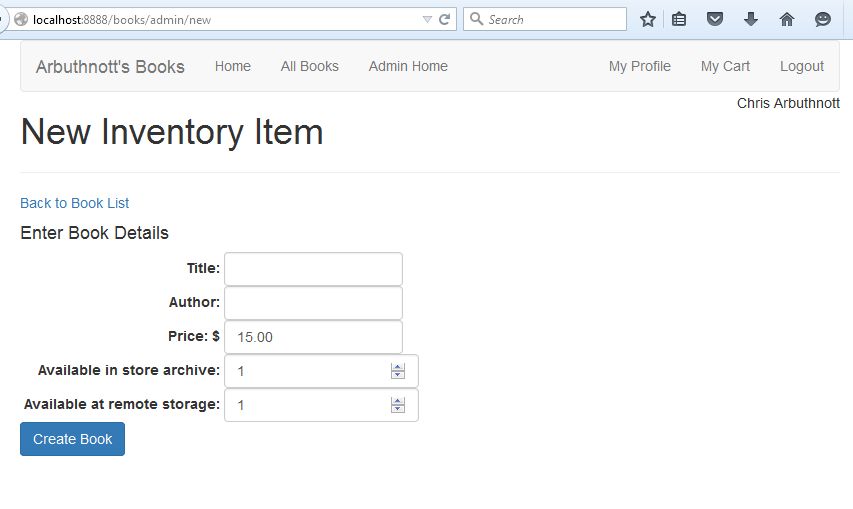 localhost:8888/books/admin/new Search
Arbuthnott's Books Home All Books Admin Home My Profile My Cart Logout
Chris Arbuthnott
New Inventory Item
Back to Book List
Enter Book Details
Title:
Author:
Price: $ 15.00
Available in store archive: 1
Available at remote storage: 1
Create Book